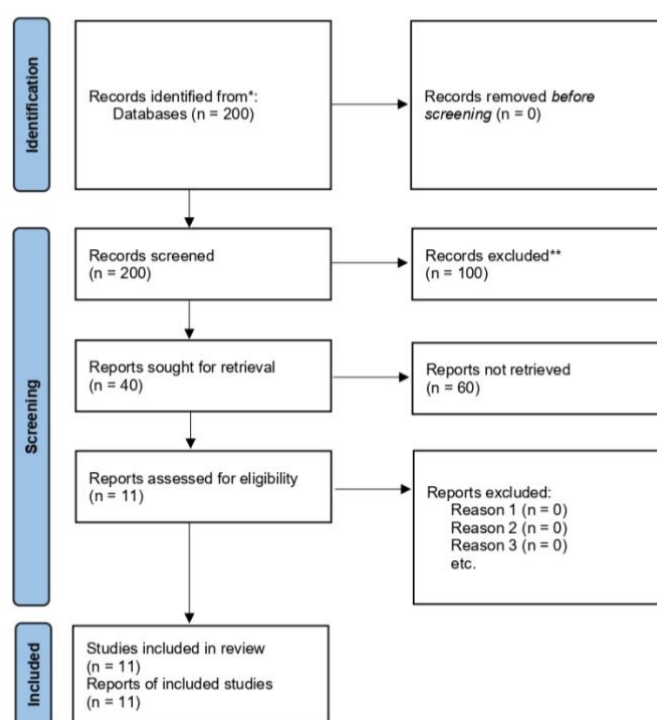 Identification
Records identified from*:
Databases (n = 200)
Records removed before
screening (n = 0)
Screening
Records screened
(n = 200)
Records excluded**
(n = 100)
Reports sought for retrieval
(n = 40)
Reports not retrieved
(n = 60)
Reports assessed for eligibility
(n = 11)
Reports excluded:
Reason 1 (n = 0)
Reason 2 (n = 0)
Reason 3 (n = 0)
etc.
Included
Studies included in review
(n = 11)
Reports of included studies
(n = 11)